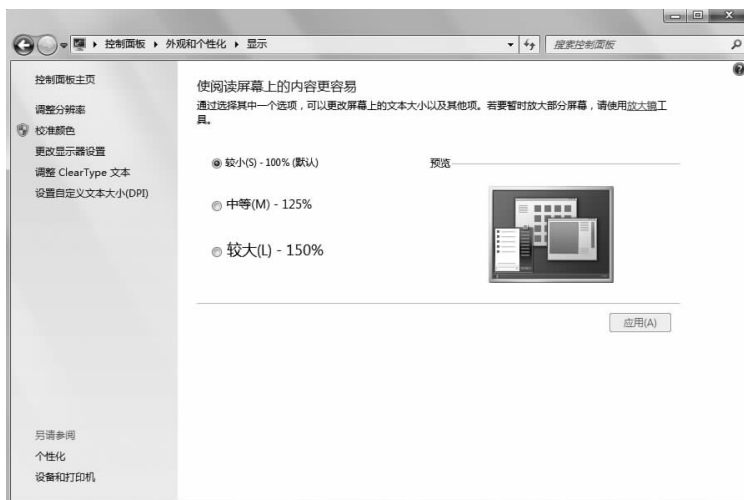 控制面板 ▸ 外观和个性化 ▸ 显示
搜索控制面板
控制面板主页
调整分辨率
校准颜色
更改显示器设置
调整 ClearType 文本
设置自定义文本大小(DPI)
另请参阅
个性化
设备和打印机
使阅读屏幕上的内容更容易
通过选择其中一个选项，可以更改屏幕上的文本大小以及其他项。若要暂时放大部分屏幕，请使用放大镜工
具。
较小(S) - 100% (默认)
预览
中等(M) - 125%
较大(L) - 150%
应用(A)